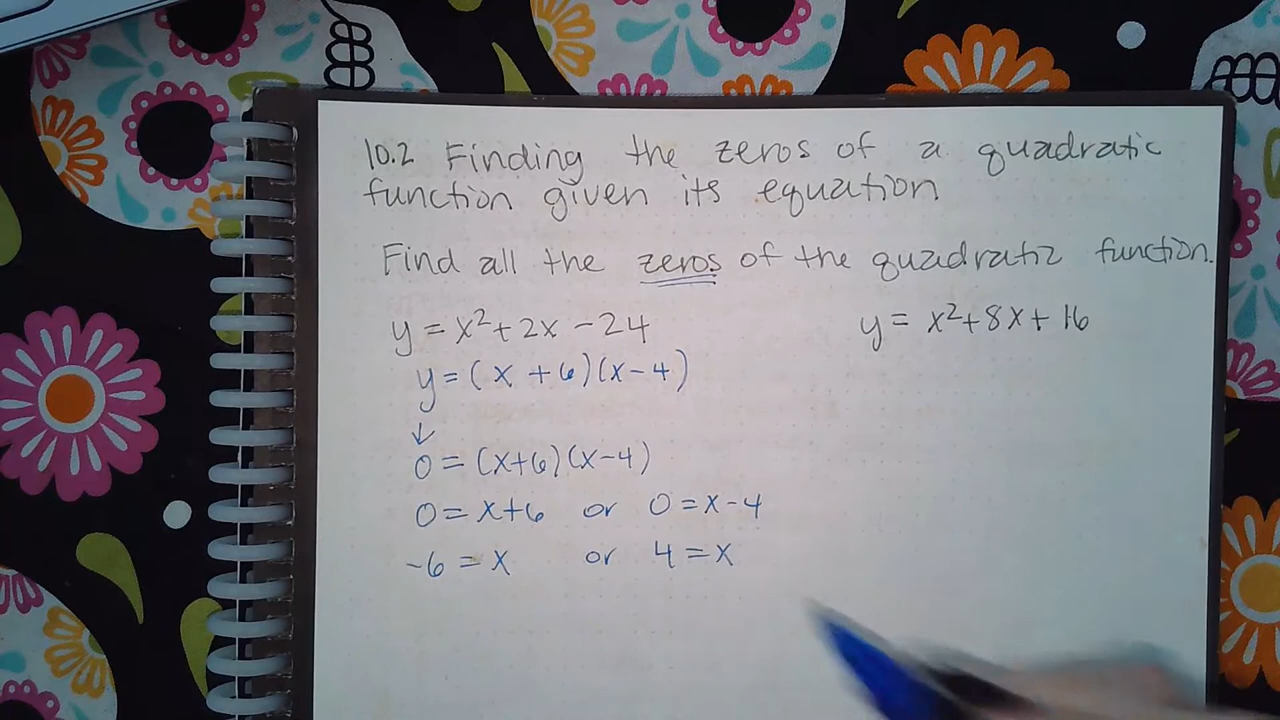 10.2 Finding the zeros of a quadratic
function given its equation
Find all the zeros of the quadratic function.
y = x²+2x-24
y=(x+6)(x-4)
↓
0=(x+6)(x-4)
0=x+6 or 0=x-4
-6=x or 4=x
y= x²+8x+16